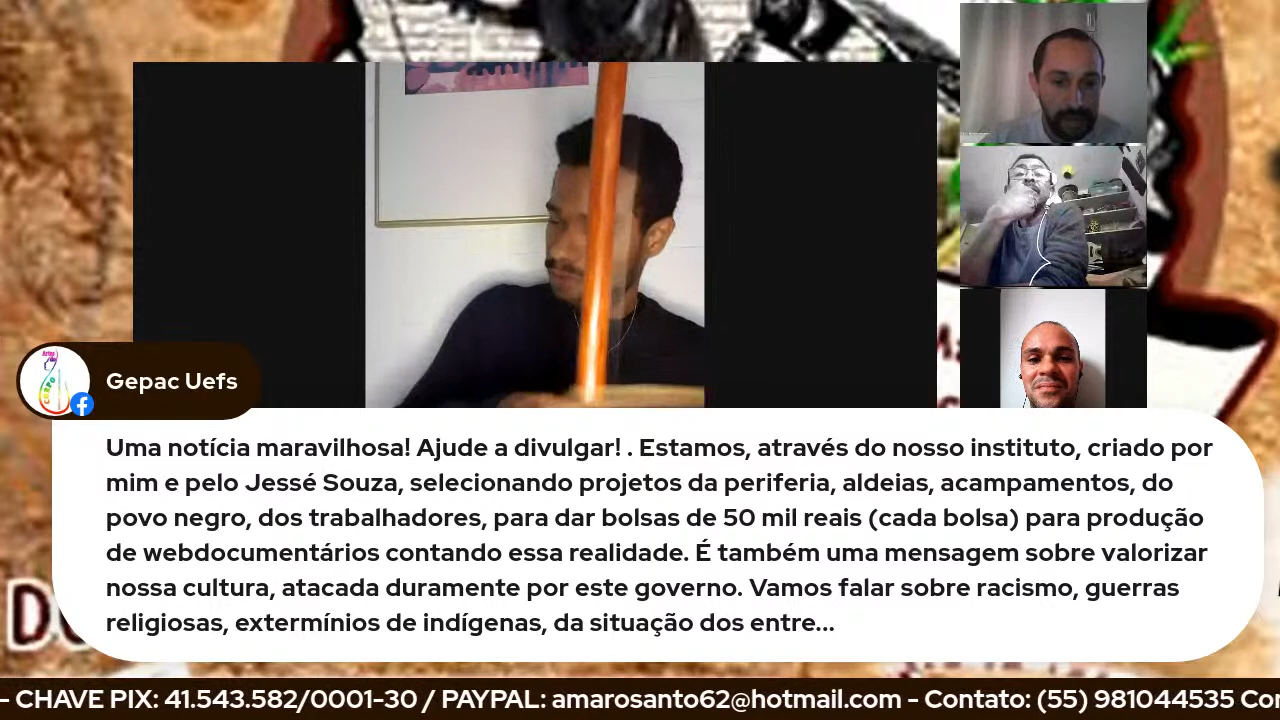 Gepac Uefs
Uma notícia maravilhosa! Ajude a divulgar! . Estamos, através do nosso instituto, criado por
mim e pelo Jessé Souza, selecionando projetos da periferia, aldeias, acampamentos, do
povo negro, dos trabalhadores, para dar bolsas de 50 mil reais (cada bolsa) para produção
de webdocumentários contando essa realidade. É também uma mensagem sobre valorizar
nossa cultura, atacada duramente por este governo. Vamos falar sobre racismo, guerras
religiosas, extermínios de indígenas, da situação dos entre...
- CHAVE PIX: 41.543.582/0001-30 / PAYPAL: amarosanto62@hotmail.com - Contato: (55) 981044535 Co